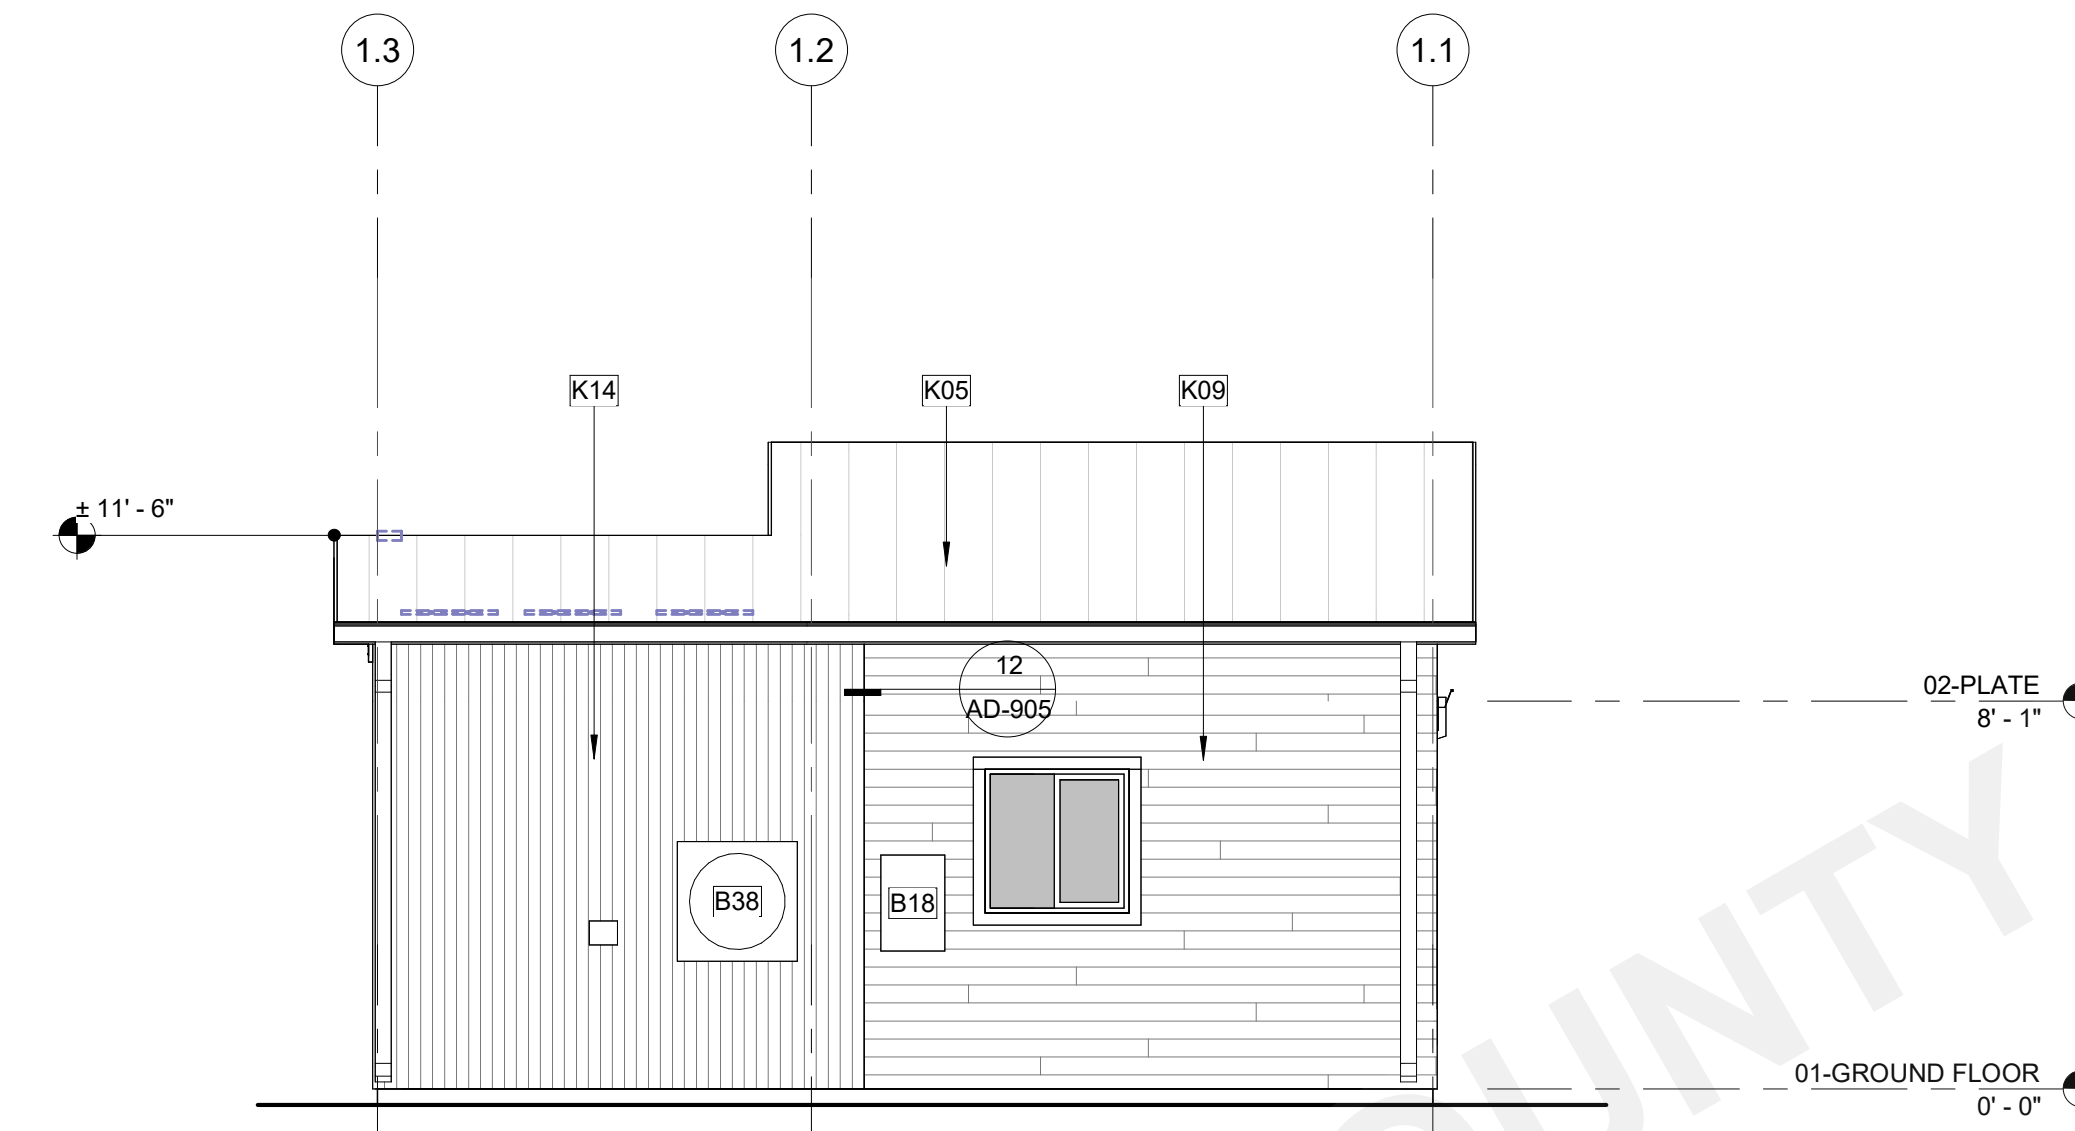 1.3
1.2
1.1
K14
K05
K09
± 11' - 6"
12
AD-905
02-PLATE
8' - 1"
B38
B18
01-GROUND FLOOR
0' - 0"
OUNTY